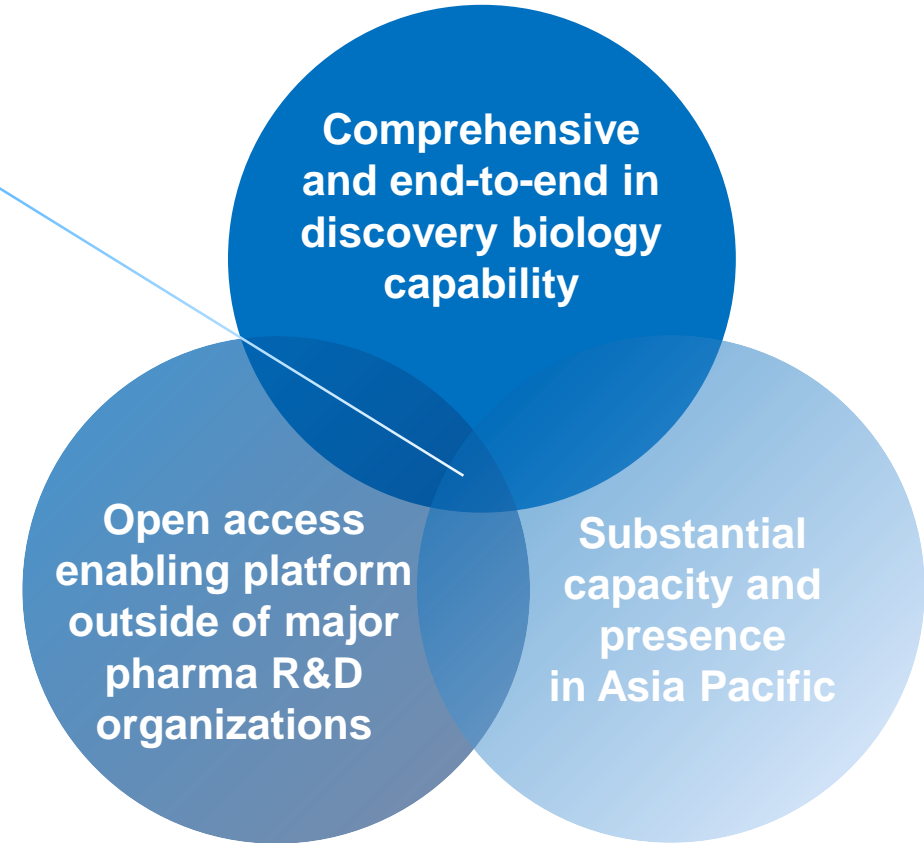 Comprehensive
and end-to-end in
discovery biology
capability
Open access
enabling platform
outside of major
pharma R&D
organizations
Substantial
capacity and
presence
in Asia Pacific